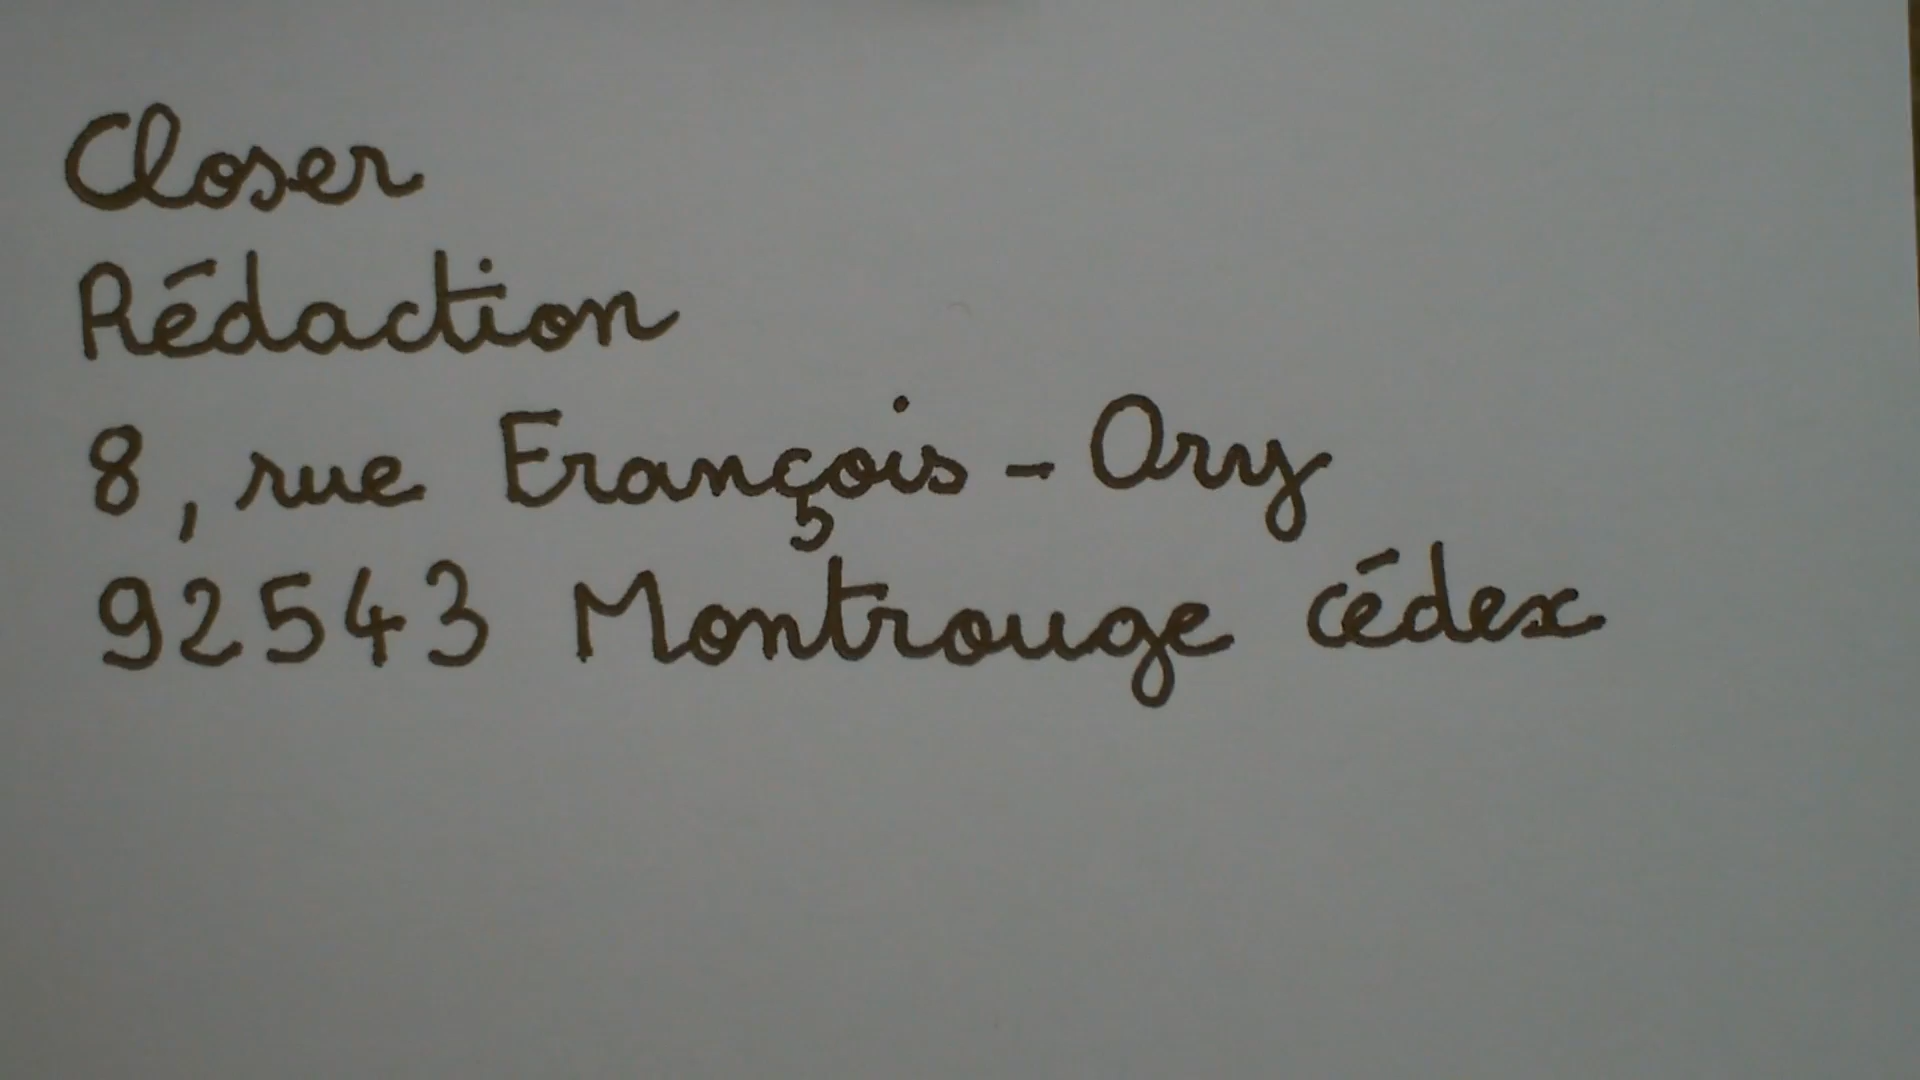 Closer
Rédaction
8, rue François - Ory
92543 Montrouge cédex